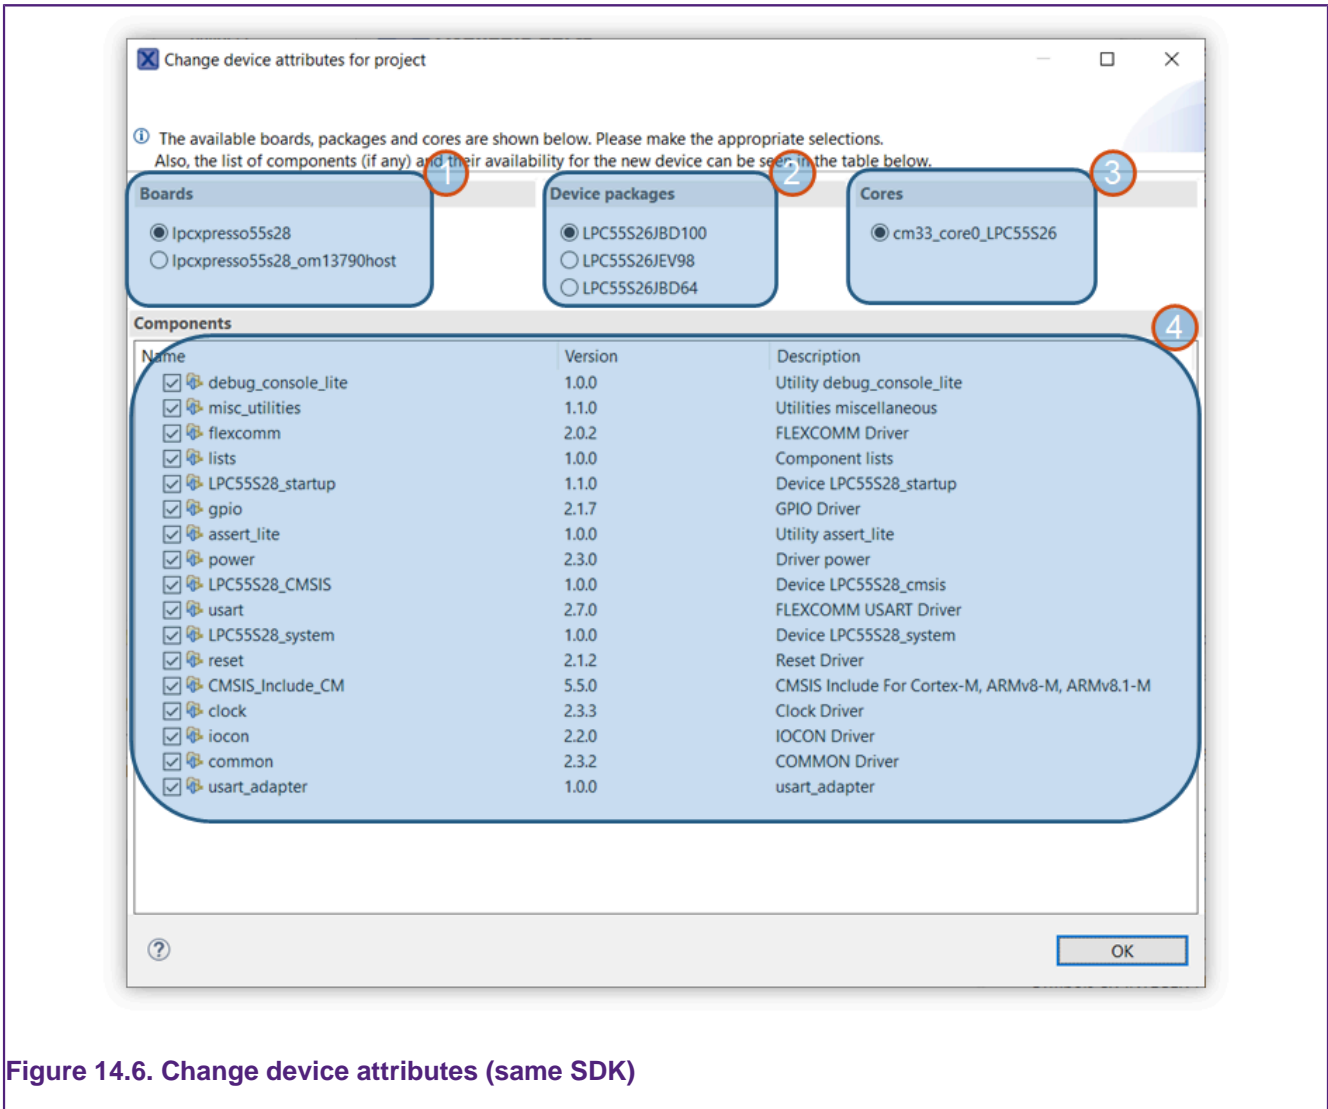 Change device attributes for project
The available boards, packages and cores are shown below. Please make the appropriate selections.
Also, the list of components (if any) and their availability for the new device can be seen in the table below.
1 2 3
Boards Device packages Cores
lpcxpresso55s28 LPC55S26JBD100 cm33_core0_LPC55S26
lpcxpresso55s28_om13790host LPC55S26JEV98
LPC55S26JBD64
Components 4
Name Version Description
debug_console_lite 1.0.0 Utility debug_console_lite
misc_utilities 1.1.0 Utilities miscellaneous
flexcomm 2.0.2 FLEXCOMM Driver
lists 1.0.0 Component lists
LPC55S28_startup 1.1.0 Device LPC55S28_startup
gpio 2.1.7 GPIO Driver
assert_lite 1.0.0 Utility assert_lite
power 2.3.0 Driver power
LPC55S28_CMSIS 1.0.0 Device LPC55S28_cmsis
usart 2.7.0 FLEXCOMM USART Driver
LPC55S28_system 1.0.0 Device LPC55S28_system
reset 2.1.2 Reset Driver
CMSIS_Include_CM 5.5.0 CMSIS Include For Cortex-M, ARMv8-M, ARMv8.1-M
clock 2.3.3 Clock Driver
iocon 2.2.0 IOCON Driver
common 2.3.2 COMMON Driver
usart_adapter 1.0.0 usart_adapter
OK
Figure 14.6. Change device attributes (same SDK)